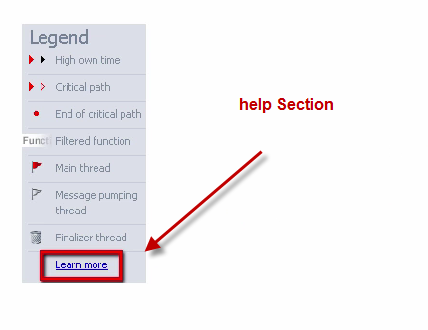 Legend
High own time
Critical path
help Section
End of critical path
Funct Filtered function
Main thread
Message pumping
thread
Finalizer thread
Learn more